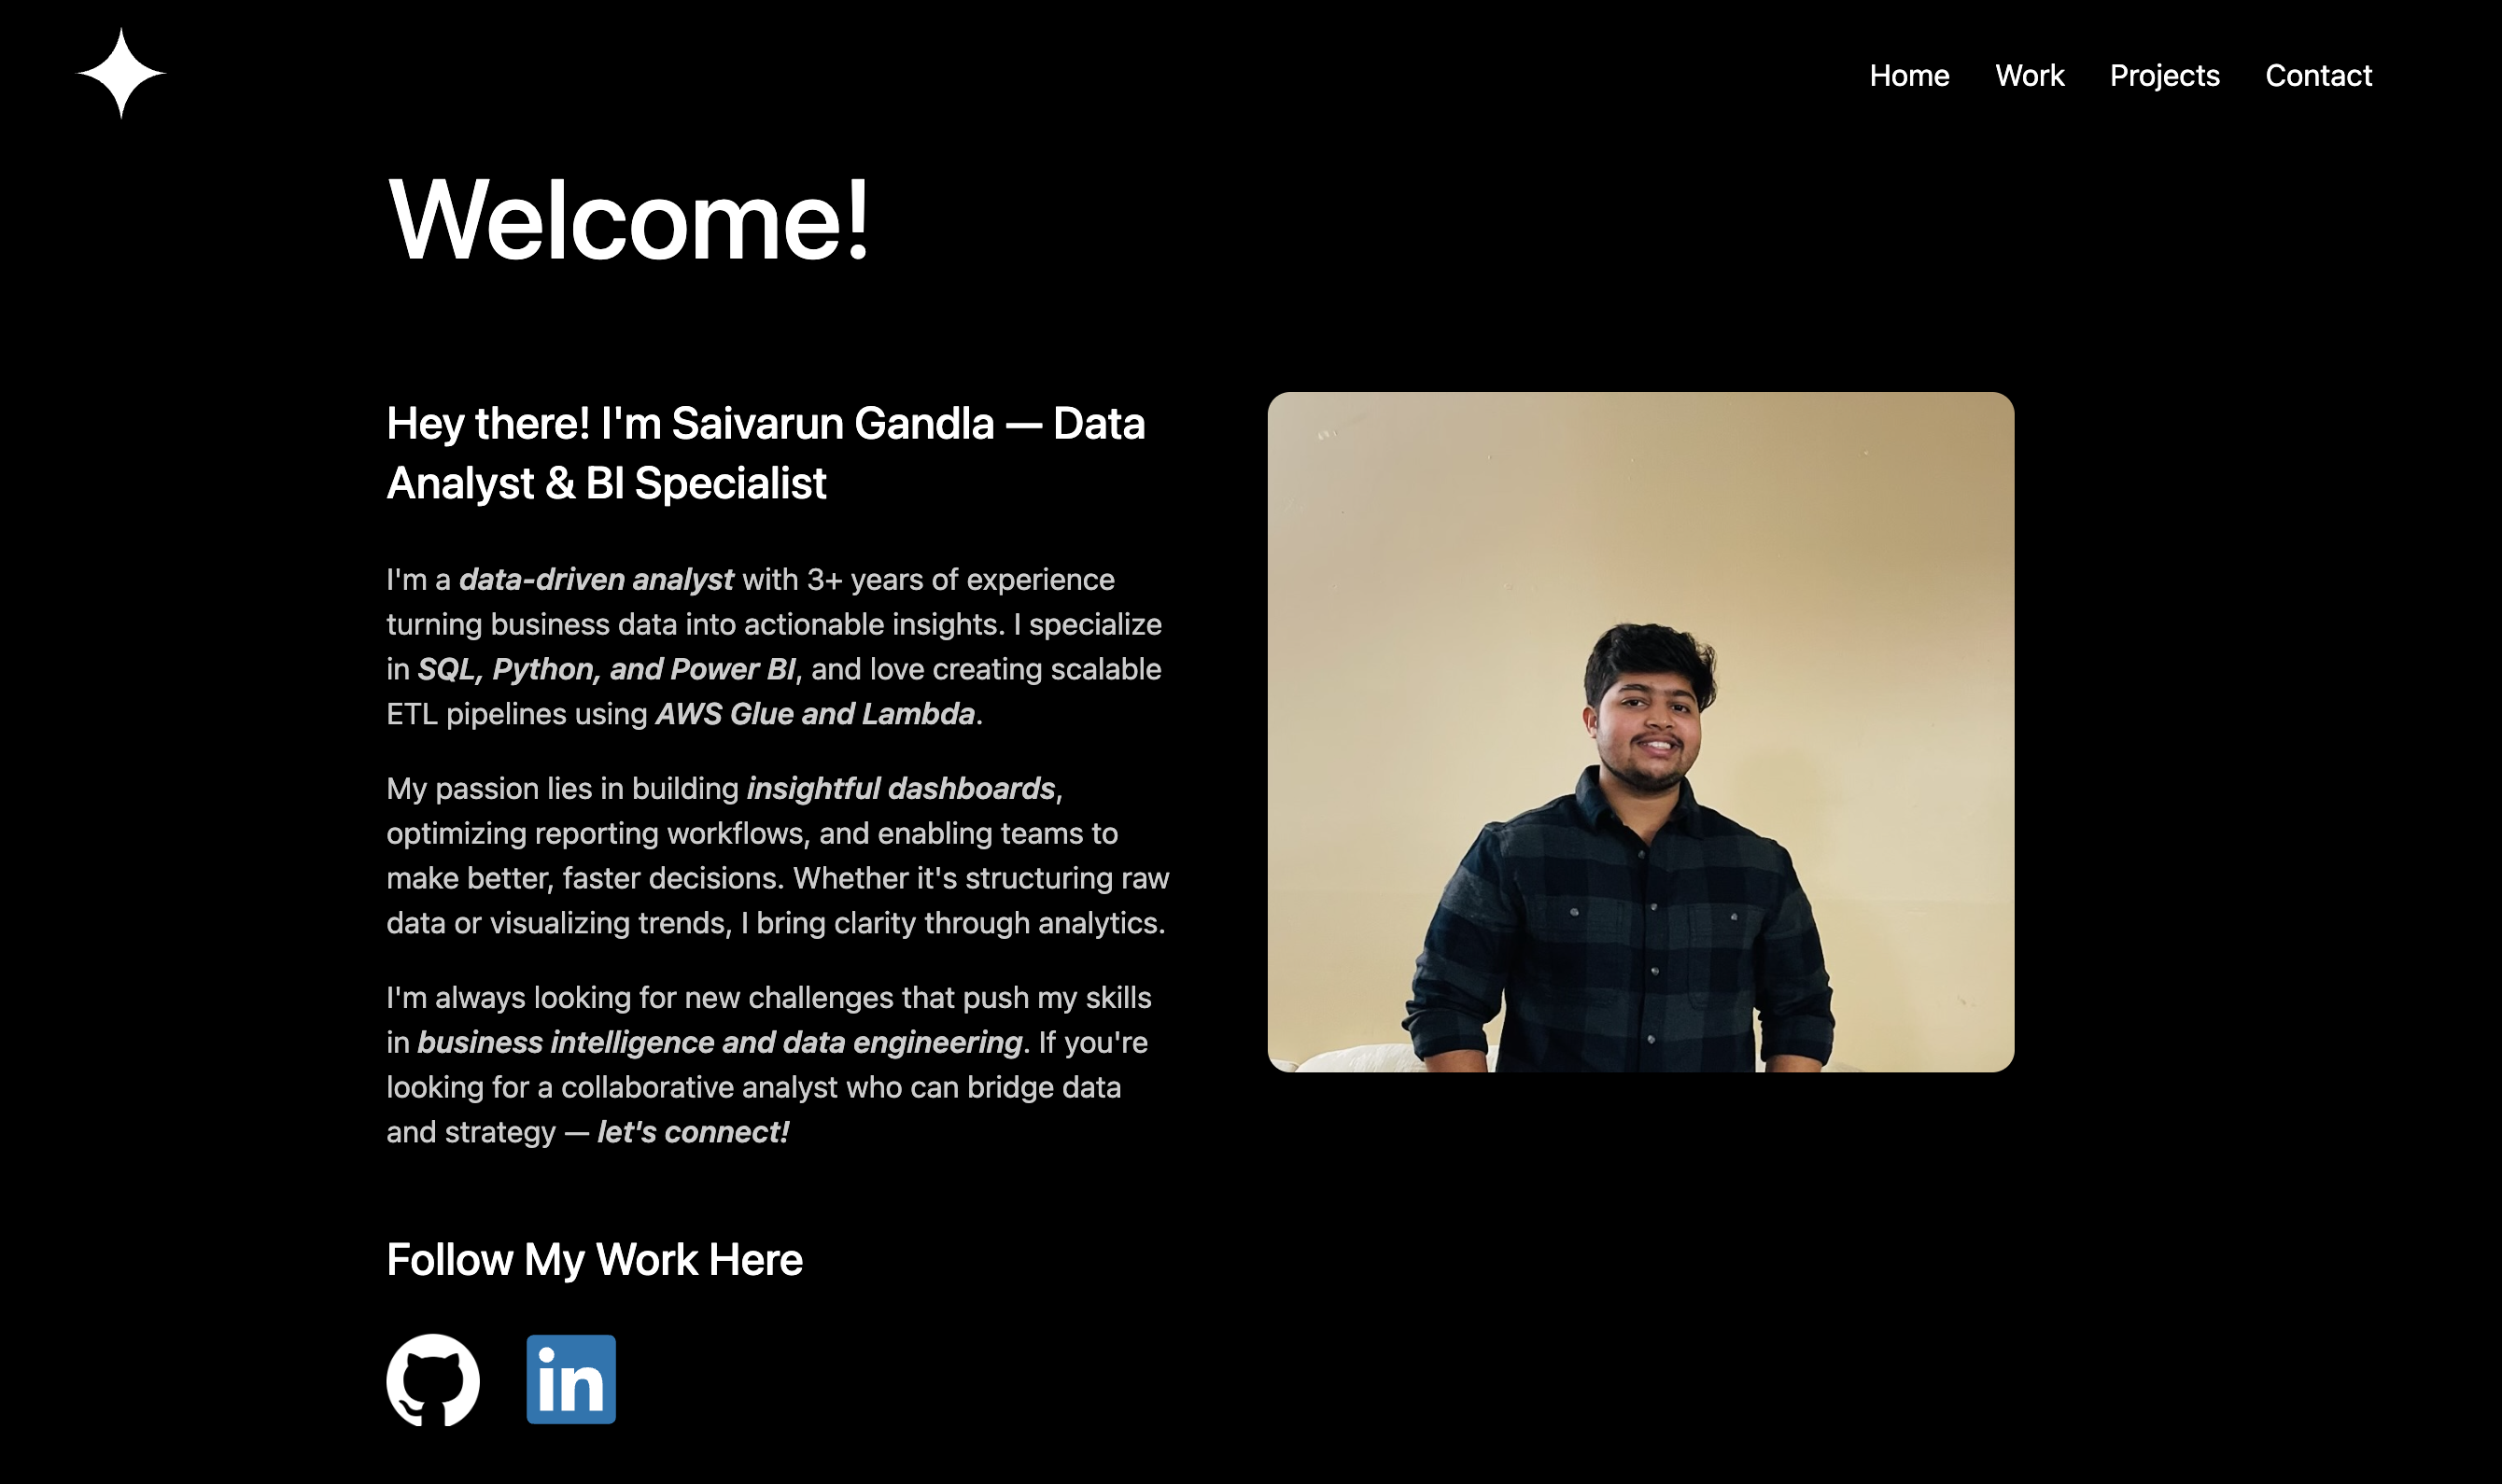 Home Work Projects Contact
Welcome!
Hey there! I'm Saivarun Gandla — Data
Analyst & BI Specialist
I'm a data-driven analyst with 3+ years of experience
turning business data into actionable insights. I specialize
in SQL, Python, and Power BI, and love creating scalable
ETL pipelines using AWS Glue and Lambda.
My passion lies in building insightful dashboards,
optimizing reporting workflows, and enabling teams to
make better, faster decisions. Whether it's structuring raw
data or visualizing trends, I bring clarity through analytics.
I'm always looking for new challenges that push my skills
in business intelligence and data engineering. If you're
looking for a collaborative analyst who can bridge data
and strategy — let's connect!
Follow My Work Here
in